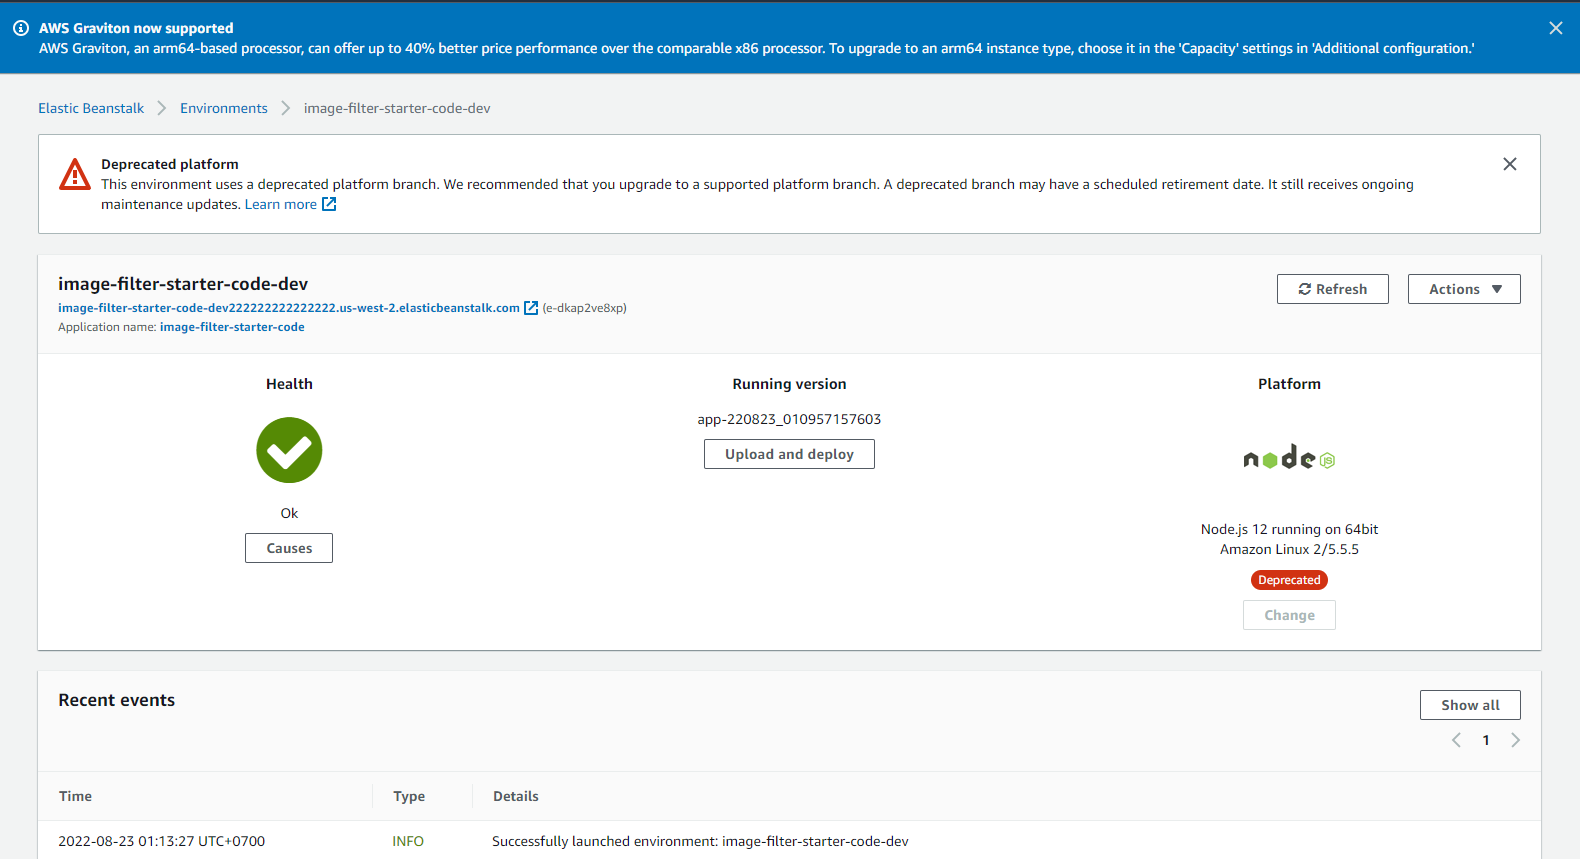 AWS Graviton now supported
AWS Graviton, an arm64-based processor, can offer up to 40% better price performance over the comparable x86 processor. To upgrade to an arm64 instance type, choose it in the 'Capacity' settings in 'Additional configuration.'
Elastic Beanstalk
Environments
image-filter-starter-code-dev
Deprecated platform
This environment uses a deprecated platform branch. We recommended that you upgrade to a supported platform branch. A deprecated branch may have a scheduled retirement date. It still receives ongoing
maintenance updates. Learn more
image-filter-starter-code-dev
image-filter-starter-code-dev222222222222222.us-west-2.elasticbeanstalk.com (e-dkap2ve8xp)
Application name: image-filter-starter-code
Refresh
Actions
Health
Ok
Causes
Running version
app-220823_010957157603
Upload and deploy
Platform
node JS
Node.js 12 running on 64bit
Amazon Linux 2/5.5.5
Deprecated
Change
Recent events
Show all
1
Time
Type
Details
2022-08-23 01:13:27 UTC+0700
INFO
Successfully launched environment: image-filter-starter-code-dev